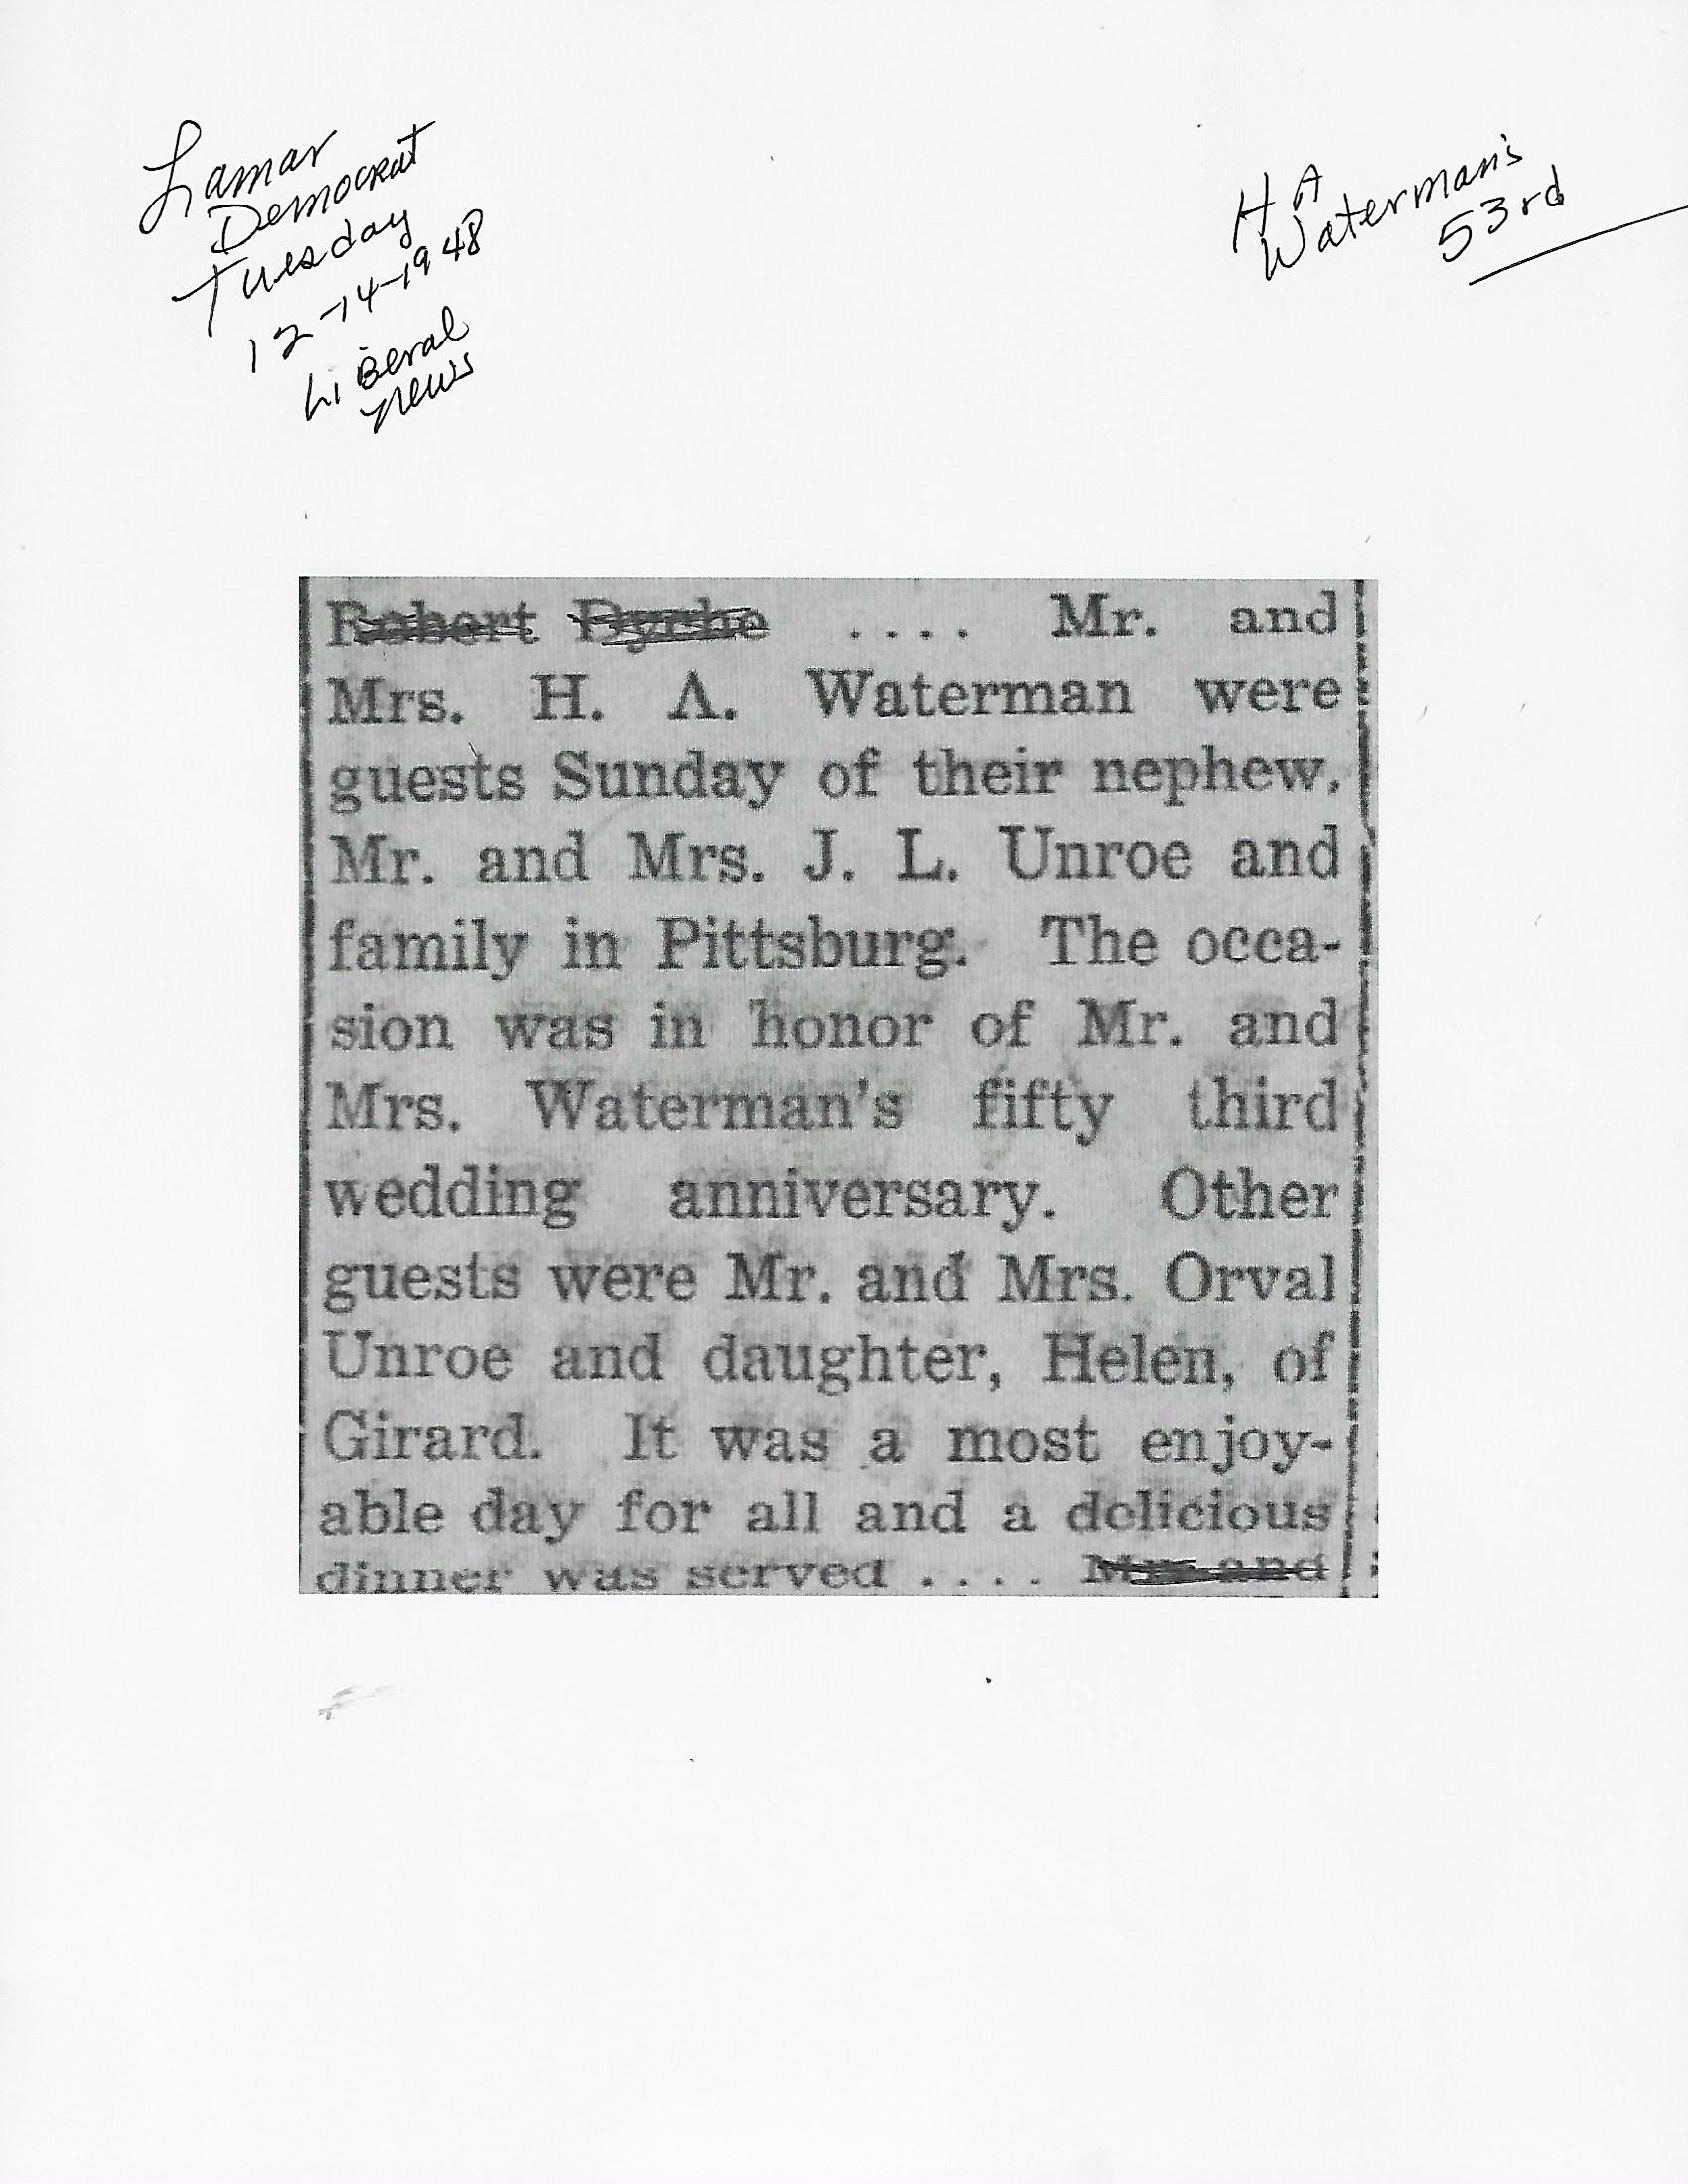 Lamar
Democrat
Tuesday
12-14-1948
Liberal
news
H A
Waterman's
53rd
Robert .... Mr. and
Mrs. H. A. Waterman were
guests Sunday of their nephew,
Mr. and Mrs. J. L. Unroe and
family in Pittsburg. The occa-
sion was in honor of Mr. and
Mrs. Waterman's fifty third
wedding anniversary. Other
guests were Mr. and Mrs. Orval
Unroe and daughter, Helen, of
Girard. It was a most enjoy-
able day for all and a delicious
dinner was served .... Mr. and